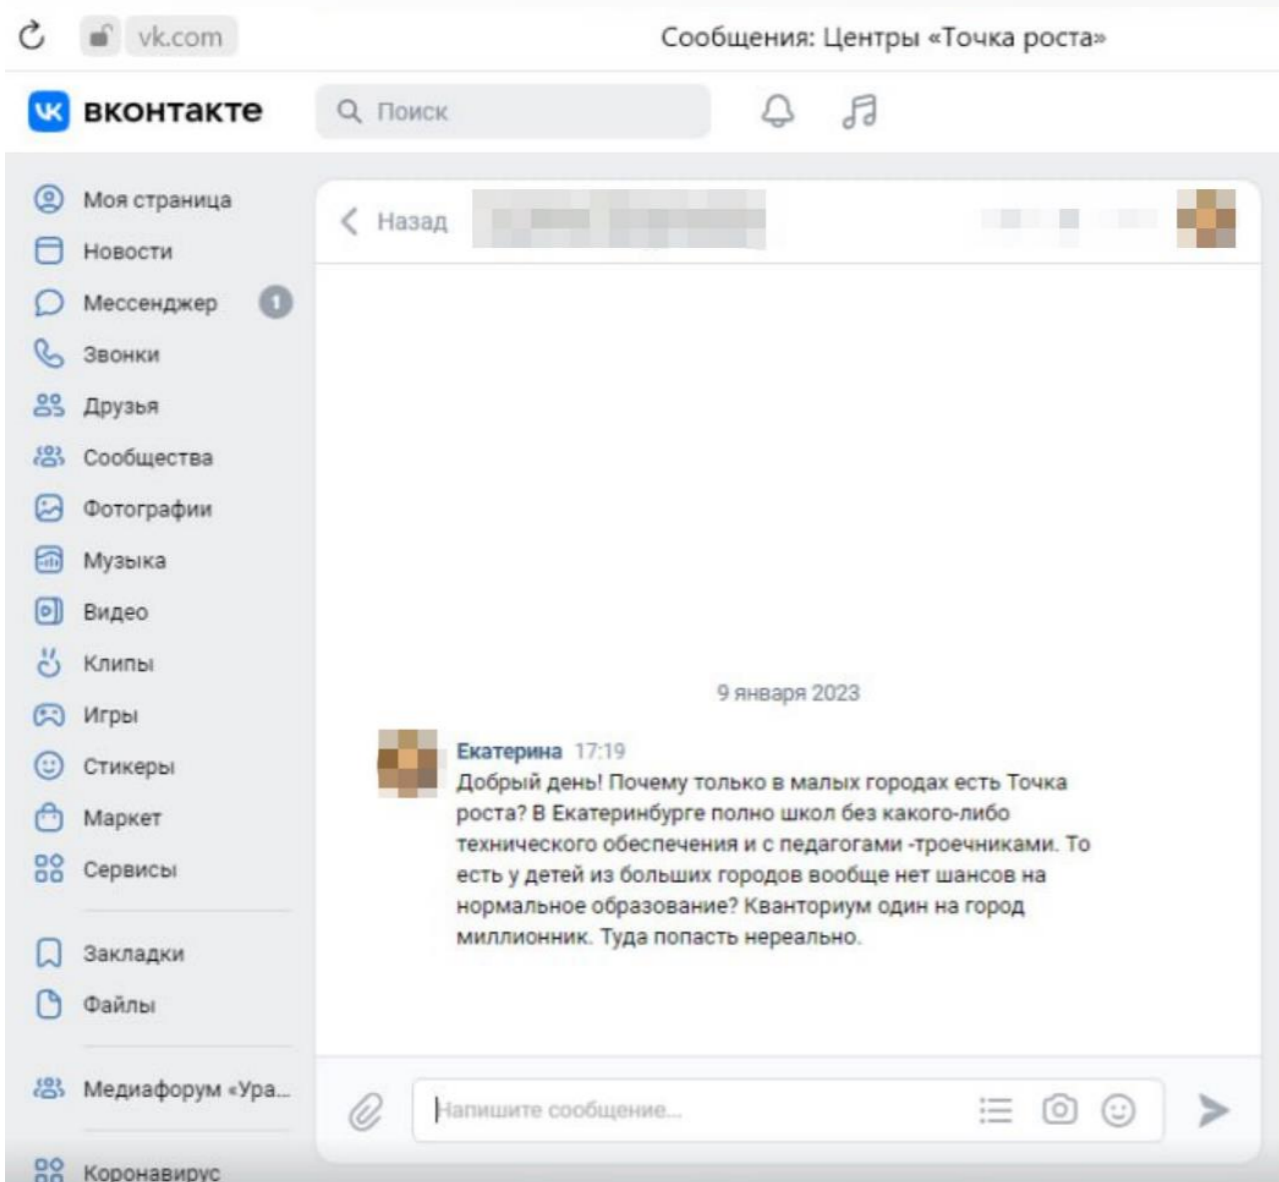 vk.com
Сообщения: Центры «Точка роста»
вконтакте
Поиск
Моя страница
Новости
Мессенджер 1
Звонки
Друзья
Сообщества
Фотографии
Музыка
Видео
Клипы
Игры
Стикеры
Маркет
Сервисы
Закладки
Файлы
Медиафорум «Ура...
Коронавирус
Назад
9 января 2023
Екатерина 17:19
Добрый день! Почему только в малых городах есть Точка
роста? В Екатеринбурге полно школ без какого-либо
технического обеспечения и с педагогами -троечниками. То
есть у детей из больших городов вообще нет шансов на
нормальное образование? Кванториум один на город
миллионник. Туда попасть нереально.
Напишите сообщение...